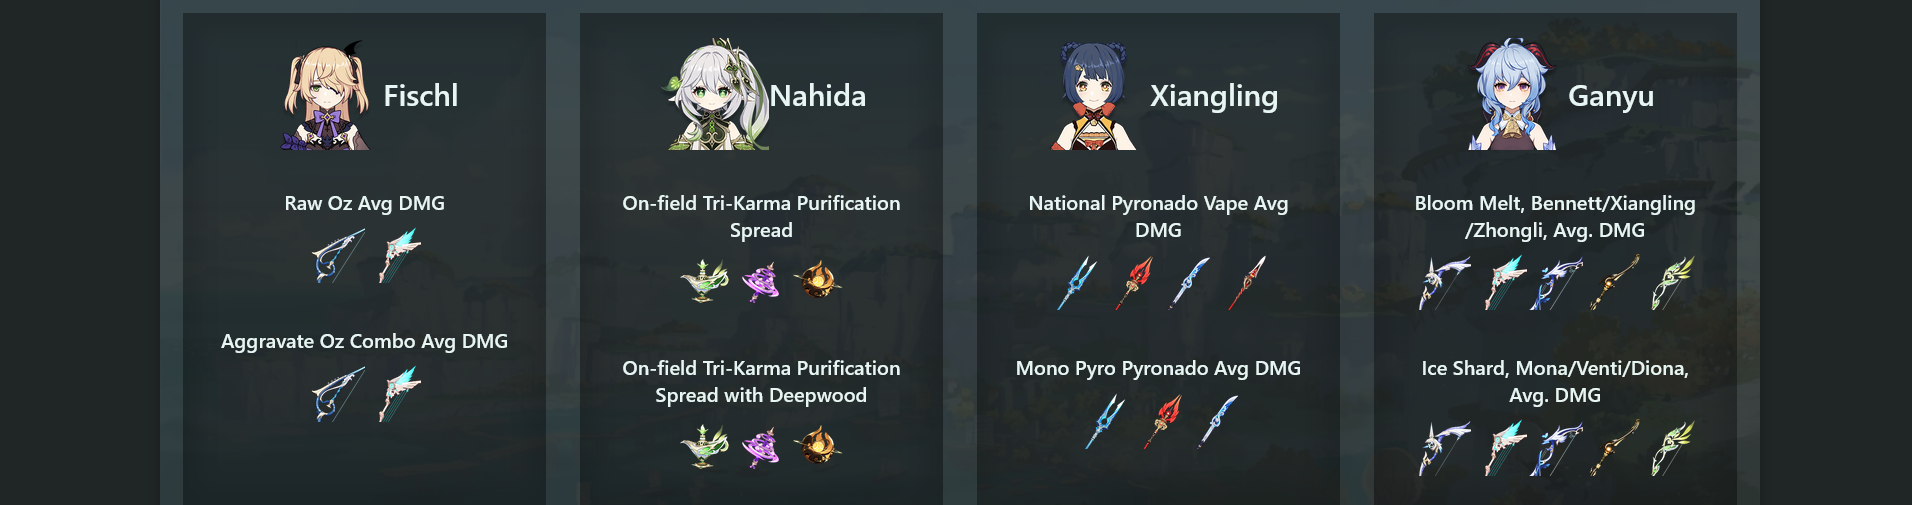 Fischl
Raw Oz Avg DMG
Aggravate Oz Combo Avg DMG
Nahida
On-field Tri-Karma Purification
Spread
On-field Tri-Karma Purification
Spread with Deepwood
Xiangling
National Pyronado Vape Avg
DMG
Mono Pyro Pyronado Avg DMG
Ganyu
Bloom Melt, Bennett/Xiangling
/Zhongli, Avg. DMG
Ice Shard, Mona/Venti/Diona,
Avg. DMG